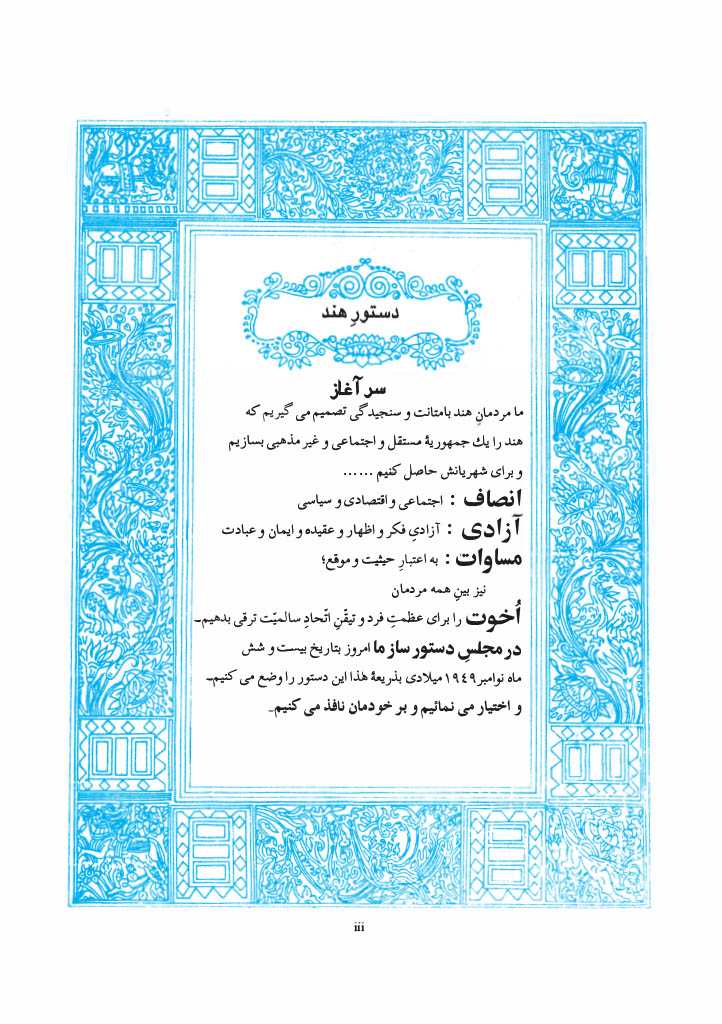 دستورِ هند
سر آغاز
ما مردمانِ هند بامتانت و سنجیدگی تصمیم می گیریم که
هند را یك جمهوریهٔ مستقل و اجتماعی و غیر مذهبی بسازیم
و برای شهریانش حاصل کنیم ......
انصاف : اجتماعی و اقتصادی و سیاسی
آزادی : آزادیِ فکر و اظهار و عقیده و ایمان و عبادت
مساوات : به اعتبارِ حیثیت و موقع؛
نیز بینِ همه مردمان
اُخوت را برای عظمتِ فرد و تیقّنِ اتّحادِ سالمیّت ترقی بدهیم۔
در مجلسِ دستور ساز ما امروز بتاریخ بیست و شش
ماه نوامبر ١٩٤٩ میلادی بذریعهٔ هذا این دستور را وضع می کنیم۔
و اختیار می نمائیم و بر خودمان نافذ می کنیم۔
iii